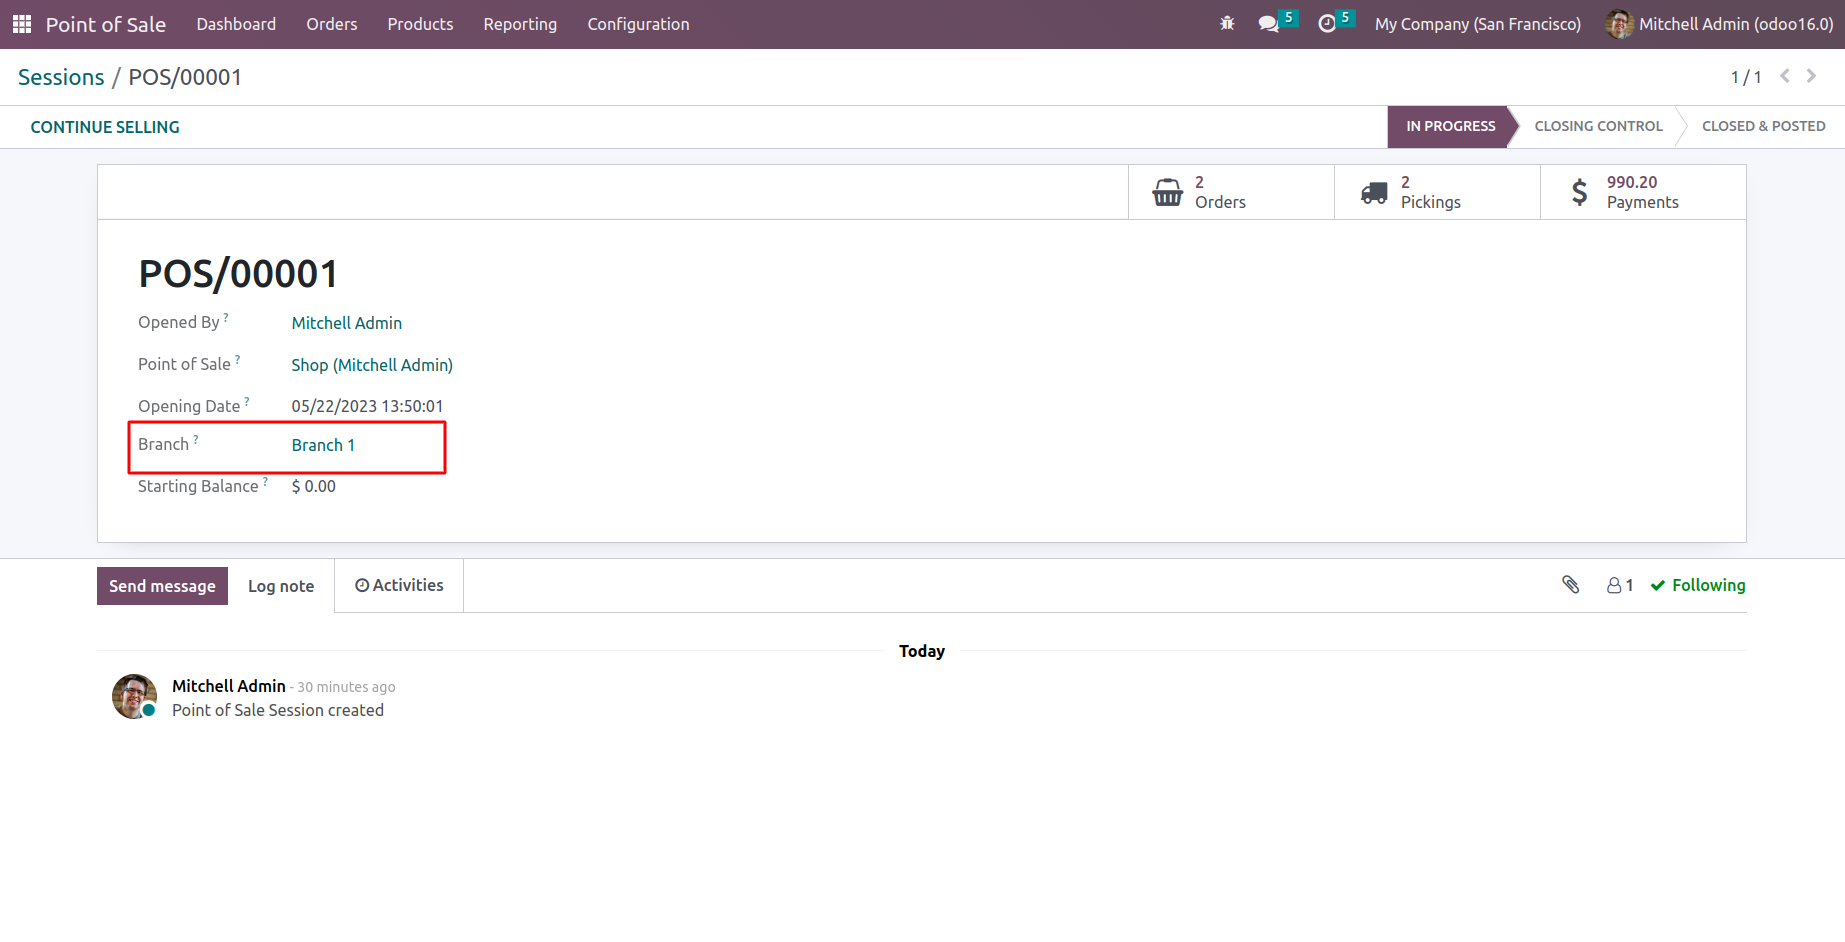 Point of Sale Dashboard Orders Products Reporting Configuration 5 5 My Company (San Francisco) Mitchell Admin (odoo16.0)
Sessions / POS/00001 1 / 1
CONTINUE SELLING IN PROGRESS CLOSING CONTROL CLOSED & POSTED
2 Orders
2 Pickings
$ 990.20 Payments
POS/00001
Opened By ? Mitchell Admin
Point of Sale ? Shop (Mitchell Admin)
Opening Date ? 05/22/2023 13:50:01
Branch ? Branch 1
Starting Balance ? $ 0.00
Send message Log note Activities 1 Following
Today
Mitchell Admin - 30 minutes ago
Point of Sale Session created